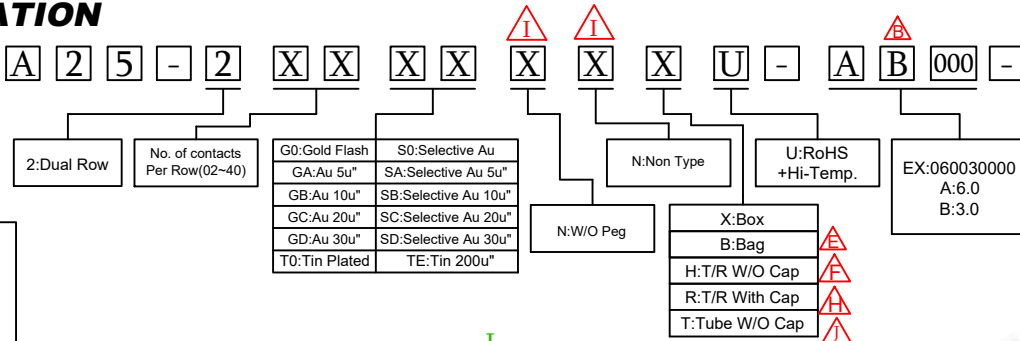 ATION
I I B
A 2 5 - 2 X X X X X X X U - A B 000 -
2:Dual Row
No. of contacts
Per Row(02~40)
G0:Gold Flash S0:Selective Au
GA:Au 5u" SA:Selective Au 5u"
GB:Au 10u" SB:Selective Au 10u"
GC:Au 20u" SC:Selective Au 20u"
GD:Au 30u" SD:Selective Au 30u"
T0:Tin Plated TE:Tin 200u"
N:W/O Peg
N:Non Type
X:Box
B:Bag E
H:T/R W/O Cap F
R:T/R With Cap H
T:Tube W/O Cap J
U:RoHS
+Hi-Temp.
EX:060030000
A:6.0
B:3.0